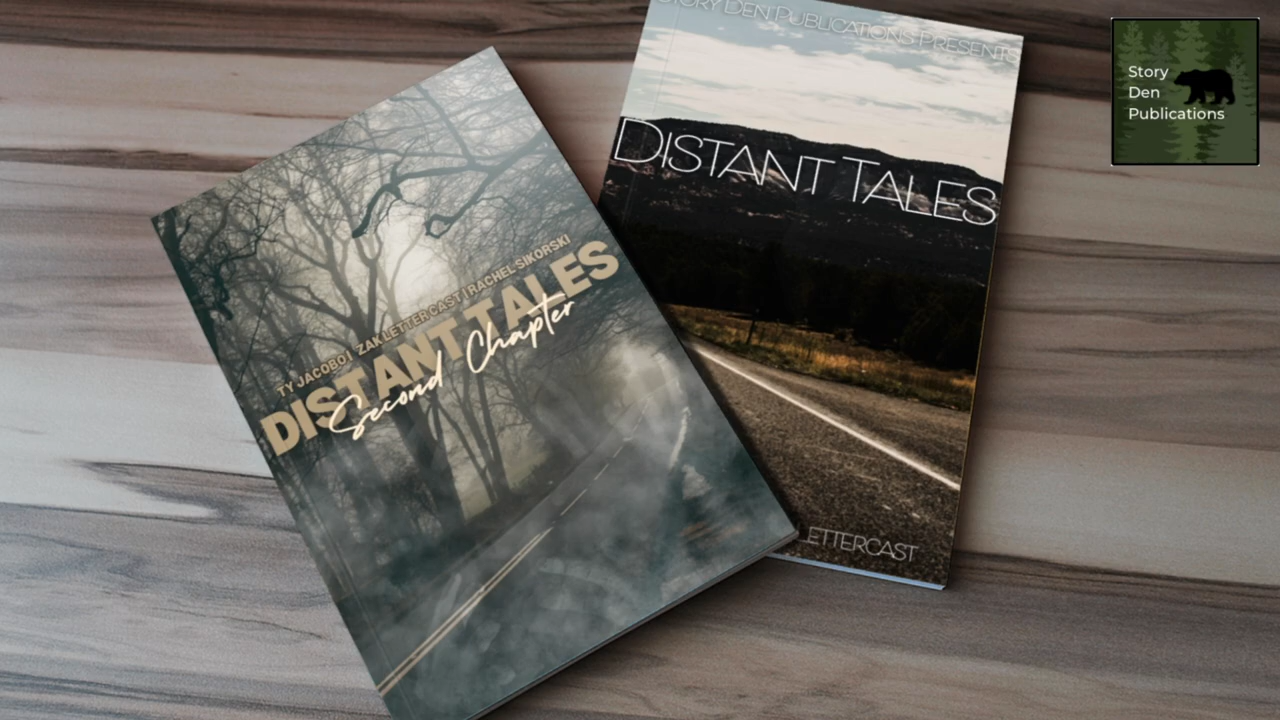 TY JACOBO | ZAK LETTERCAST | RACHEL SIKORSKI
DISTANT TALES
Second Chapter
STORY DEN PUBLICATIONS PRESENTS
DISTANT TALES
LETTERCAST
Story
Den
Publications